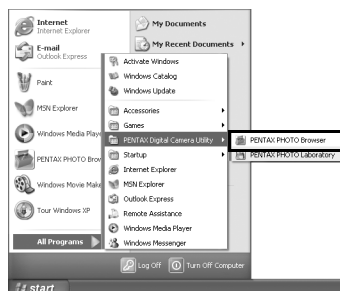 Internet
Internet Explorer
E-mail
Outlook Express
Paint
MSN Explorer
Windows Media Playe
PENTAX PHOTO Brow
Windows Movie Make
Tour Windows XP
All Programs
My Documents
My Recent Documents
Activate Windows
Windows Catalog
Windows Update
Accessories
Games
PENTAX Digital Camera Utility
Startup
Internet Explorer
MSN Explorer
Outlook Express
Remote Assistance
Windows Media Player
Windows Messenger
PENTAX PHOTO Browser
PENTAX PHOTO Laboratory
Log Off
Turn Off Computer
start